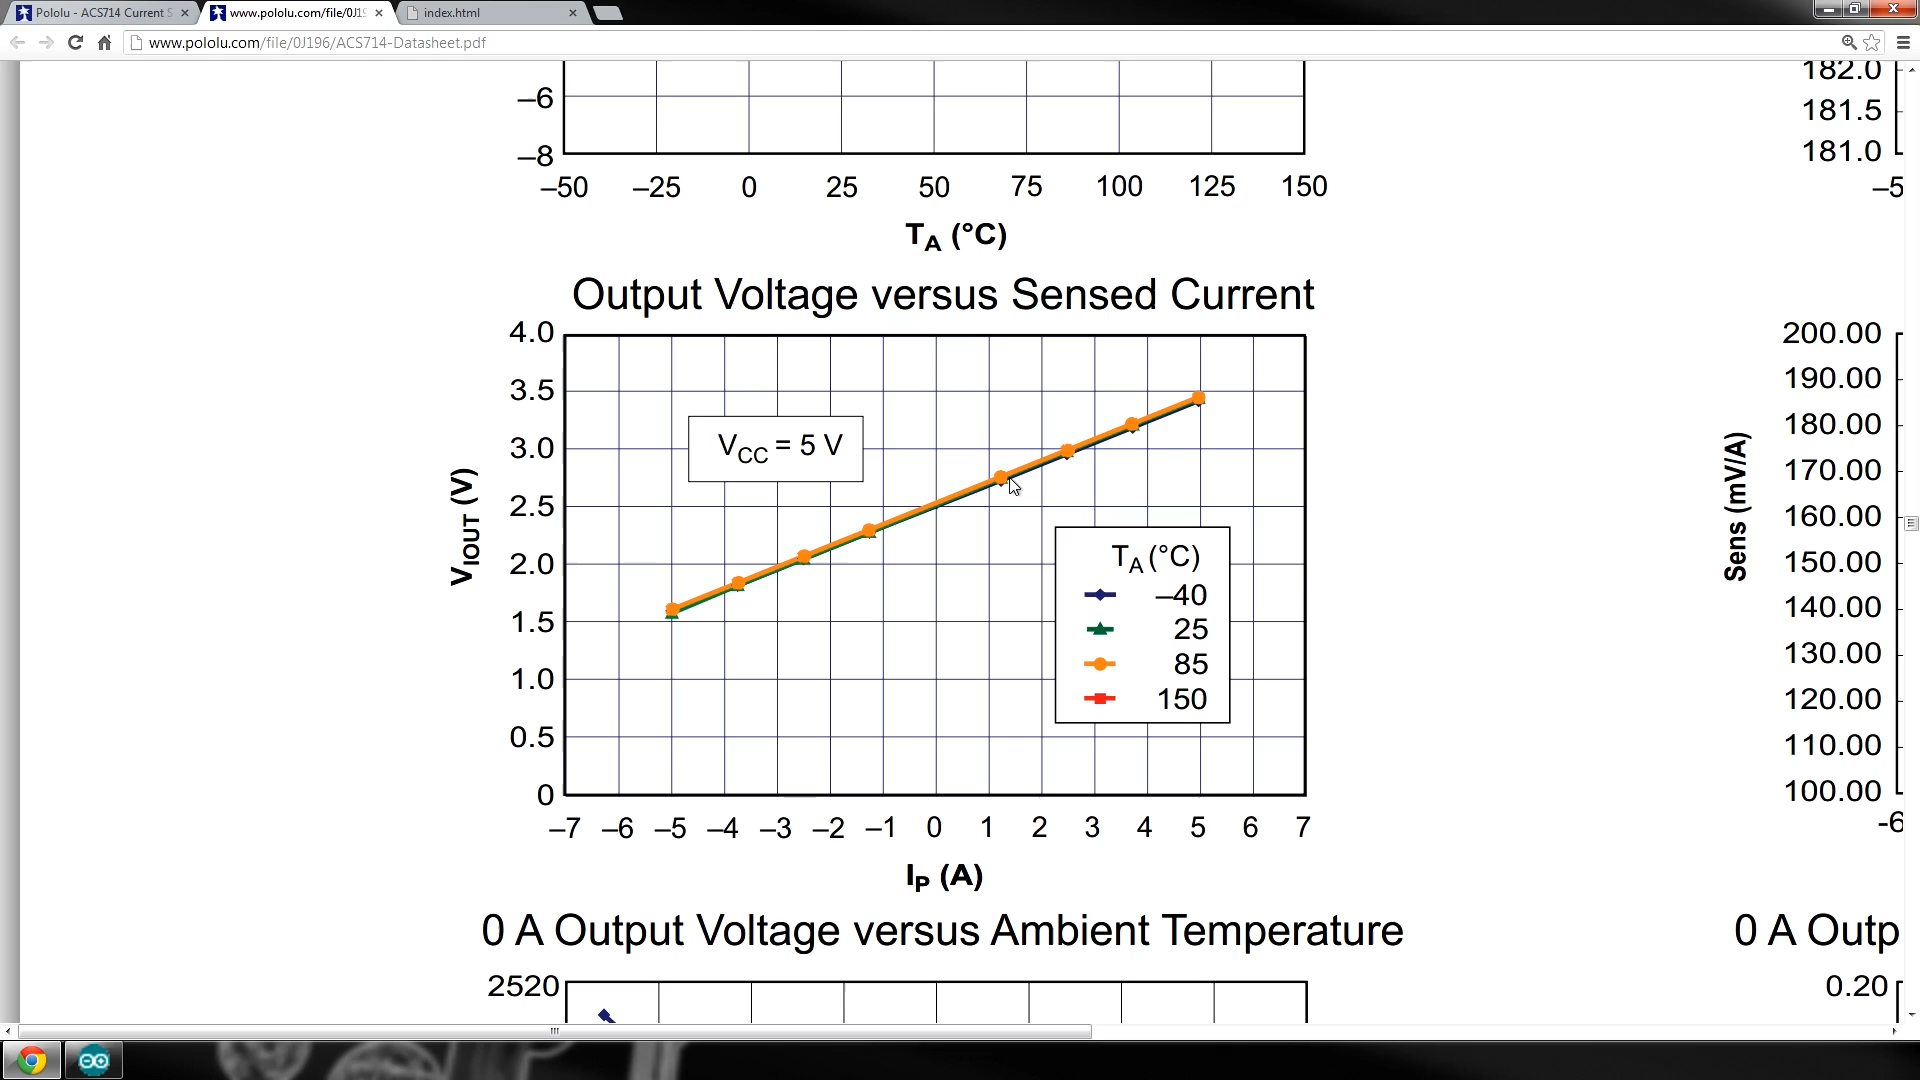 Pololu - ACS714 Current S
www.pololu.com/file/0J19
index.html
www.pololu.com/file/0J196/ACS714-Datasheet.pdf
–6
–8
–50 –25 0 25 50 75 100 125 150
TA (°C)
182.0
181.5
181.0
–5
Output Voltage versus Sensed Current
4.0
3.5
3.0
2.5
2.0
1.5
1.0
0.5
0
VIOUT (V)
VCC = 5 V
TA (°C)
–40
25
85
150
–7 –6 –5 –4 –3 –2 –1 0 1 2 3 4 5 6 7
IP (A)
200.00
190.00
180.00
170.00
160.00
150.00
140.00
130.00
120.00
110.00
100.00
Sens (mV/A)
-6
0 A Output Voltage versus Ambient Temperature
2520
0 A Outp
0.20